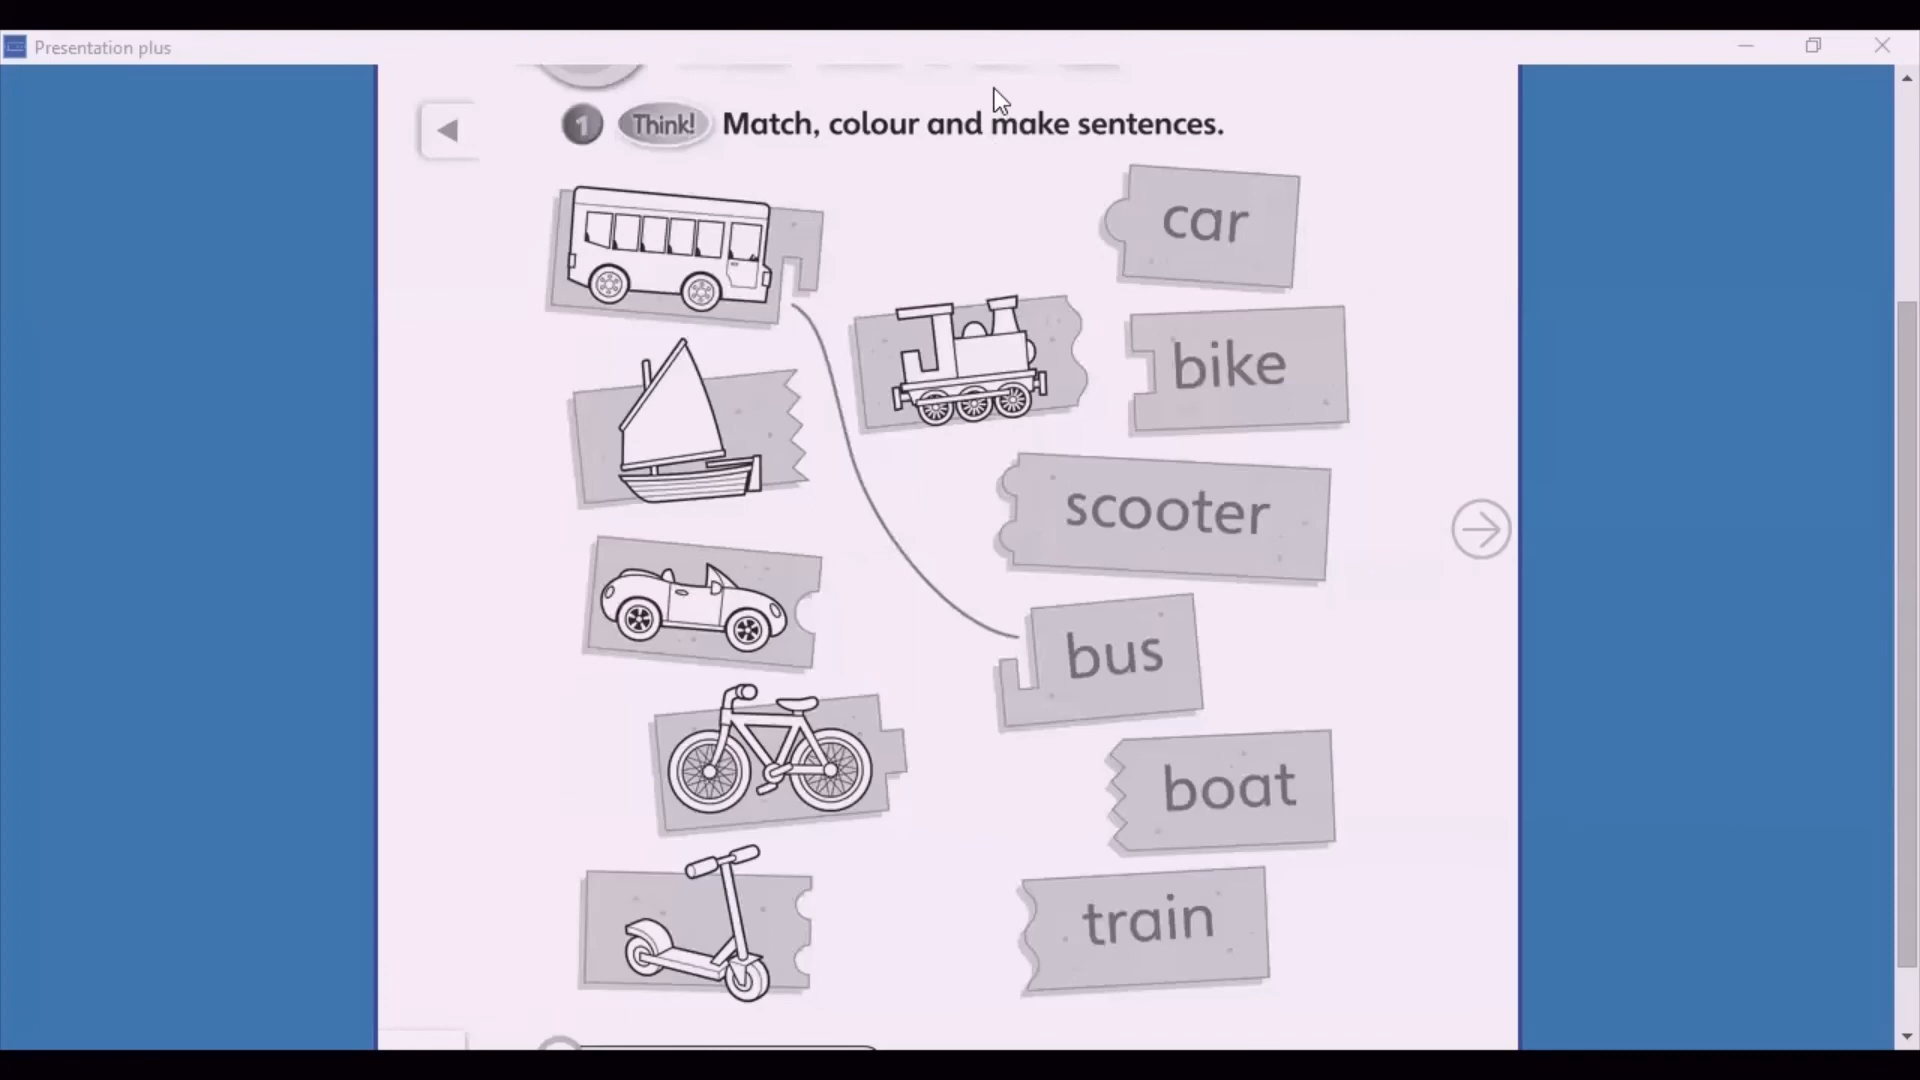 Presentation plus
1 Think! Match, colour and make sentences.
car
bike
scooter
bus
boat
train